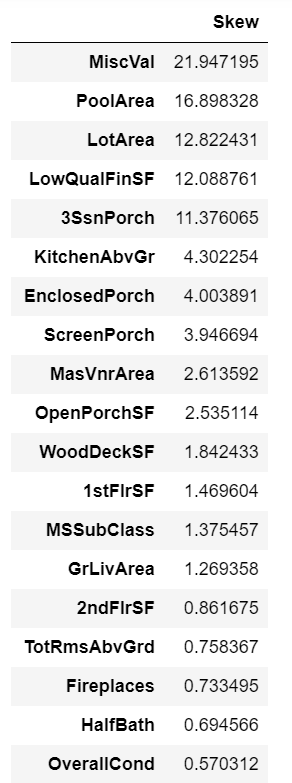 Skew
MiscVal 21.947195
PoolArea 16.898328
LotArea 12.822431
LowQualFinSF 12.088761
3SsnPorch 11.376065
KitchenAbvGr 4.302254
EnclosedPorch 4.003891
ScreenPorch 3.946694
MasVnrArea 2.613592
OpenPorchSF 2.535114
WoodDeckSF 1.842433
1stFlrSF 1.469604
MSSubClass 1.375457
GrLivArea 1.269358
2ndFlrSF 0.861675
TotRmsAbvGrd 0.758367
Fireplaces 0.733495
HalfBath 0.694566
OverallCond 0.570312